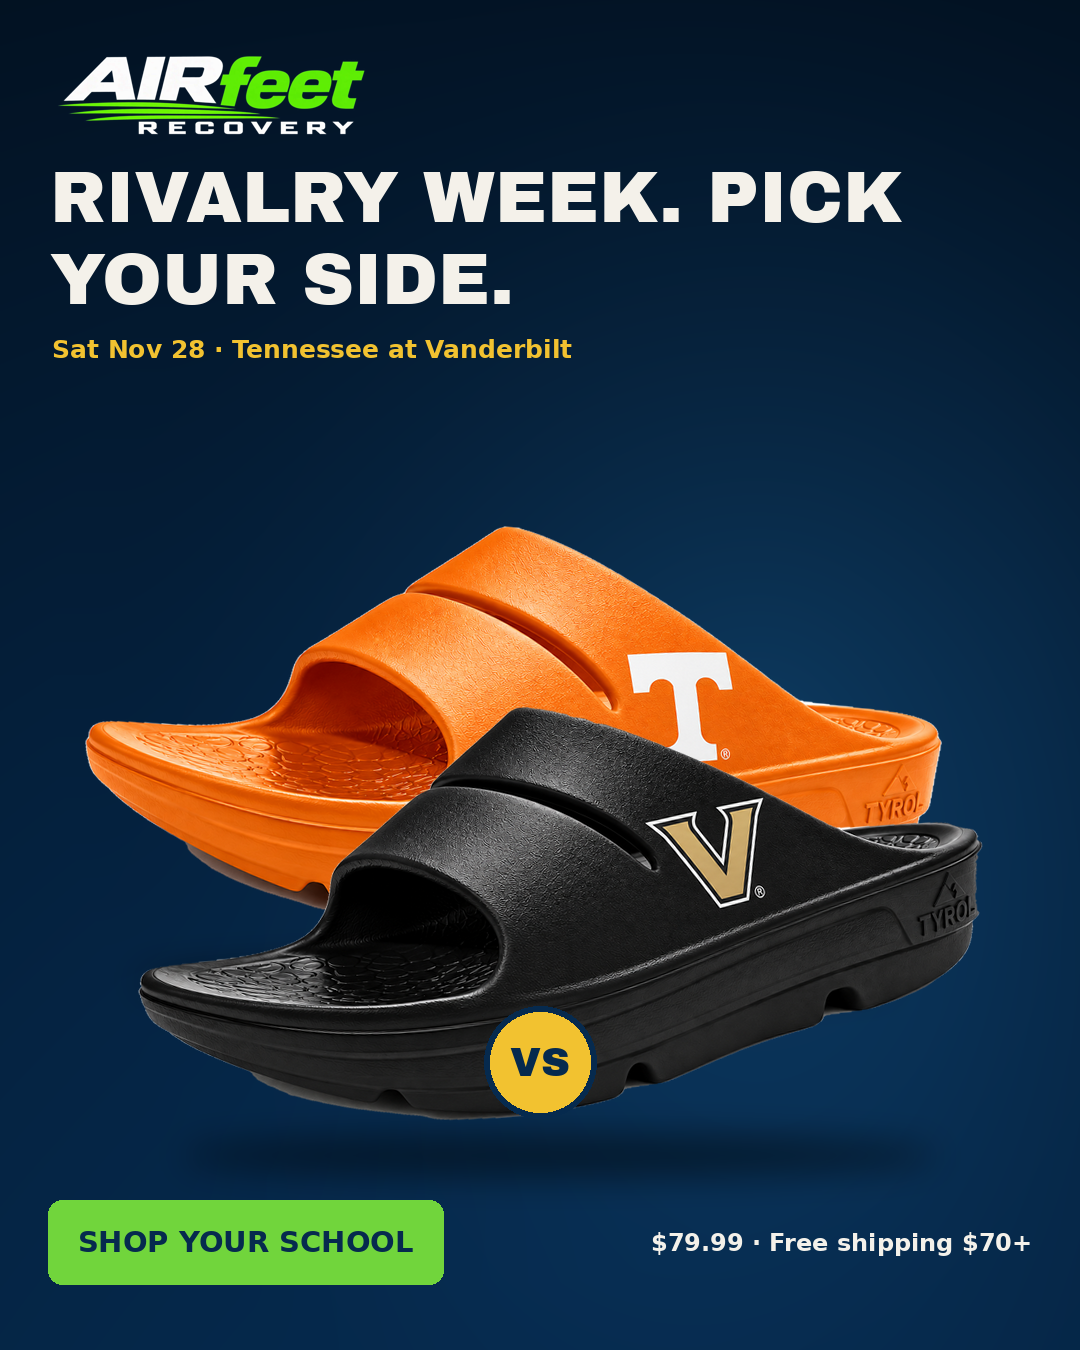 AIRfeet
RECOVERY
RIVALRY WEEK. PICK
YOUR SIDE.
Sat Nov 28 · Tennessee at Vanderbilt
T
®
TYROL
V
®
TYROL
VS
SHOP YOUR SCHOOL
$79.99 · Free shipping $70+